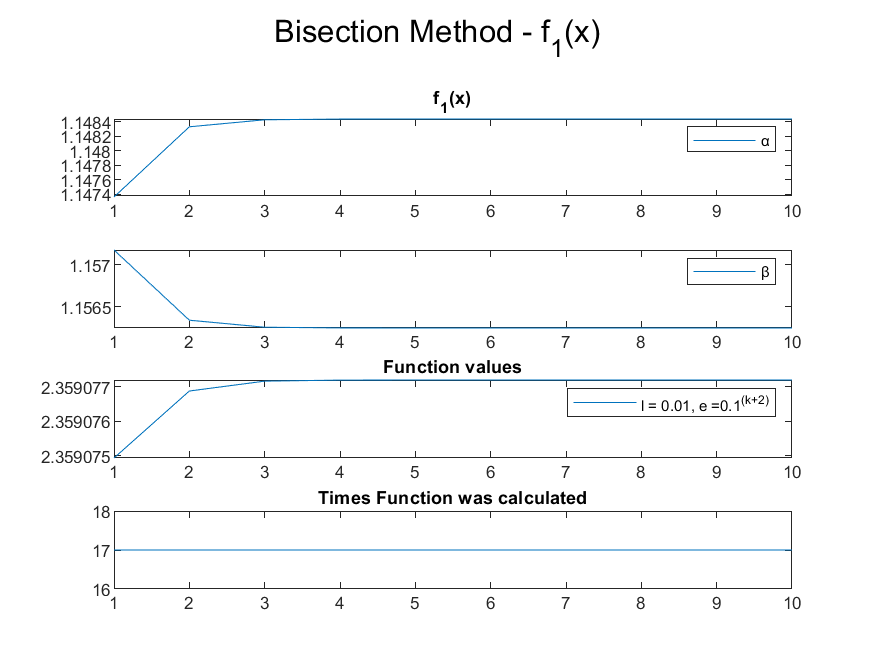 Bisection Method - f1(x)
f1(x)
1.1484
1.1482
1.148
1.1478
1.1476
1.1474
α
1 2 3 4 5 6 7 8 9 10
1.157
1.1565
β
1 2 3 4 5 6 7 8 9 10
Function values
2.359077
2.359076
2.359075
l = 0.01, e =0.1^(k+2)
1 2 3 4 5 6 7 8 9 10
Times Function was calculated
18
17
16
1 2 3 4 5 6 7 8 9 10